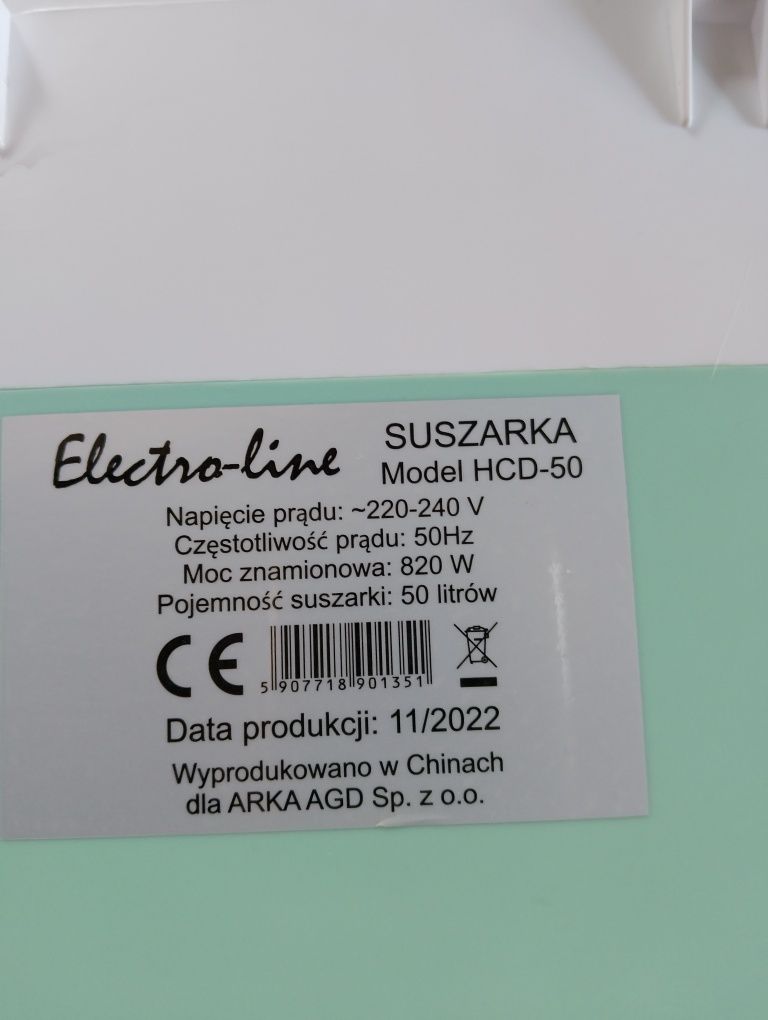 Electro-line
SUSZARKA
Model HCD-50
Napięcie prądu: ~220-240 V
Częstotliwość prądu: 50Hz
Moc znamionowa: 820 W
Pojemność suszarki: 50 litrów
CE
5 907718 901351
Data produkcji: 11/2022
Wyprodukowano w Chinach
dla ARKA AGD Sp. z o.o.